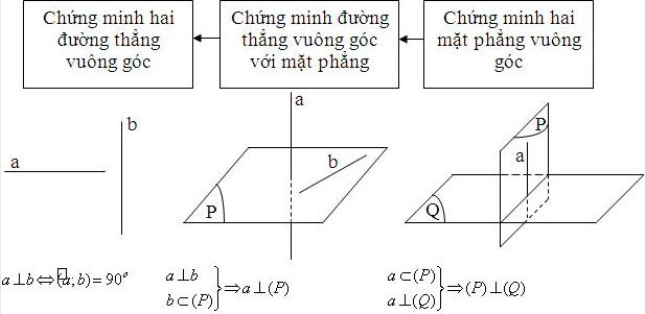 Chứng minh hai
đường thẳng
vuông góc
Chứng minh đường
thẳng vuông góc
với mặt phẳng
Chứng minh hai
mặt phẳng vuông
góc
a
b
a
b
P
P
a
Q
a⊥b⇔(a;b)=90°
a⊥b
b⊂(P)
}⇒a⊥(P)
a⊂(P)
a⊥(Q)
}⇒(P)⊥(Q)